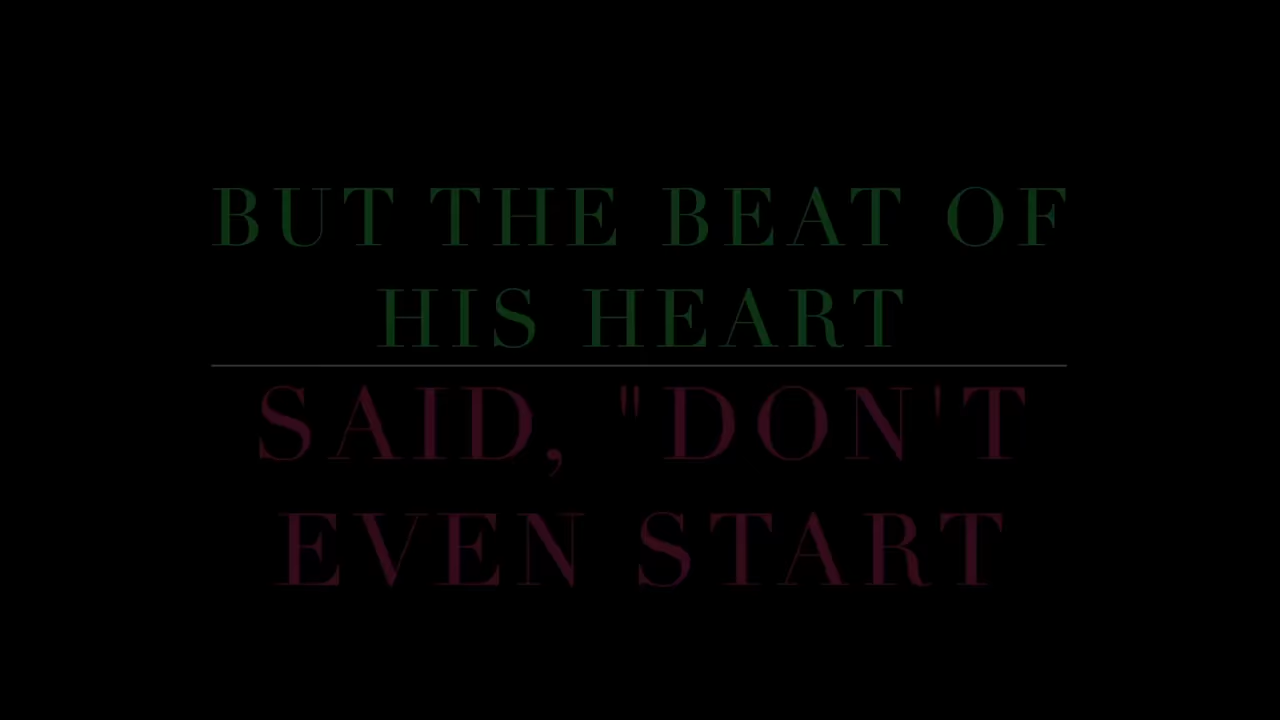 BUT THE BEAT OF
HIS HEART
SAID, "DON'T
EVEN START